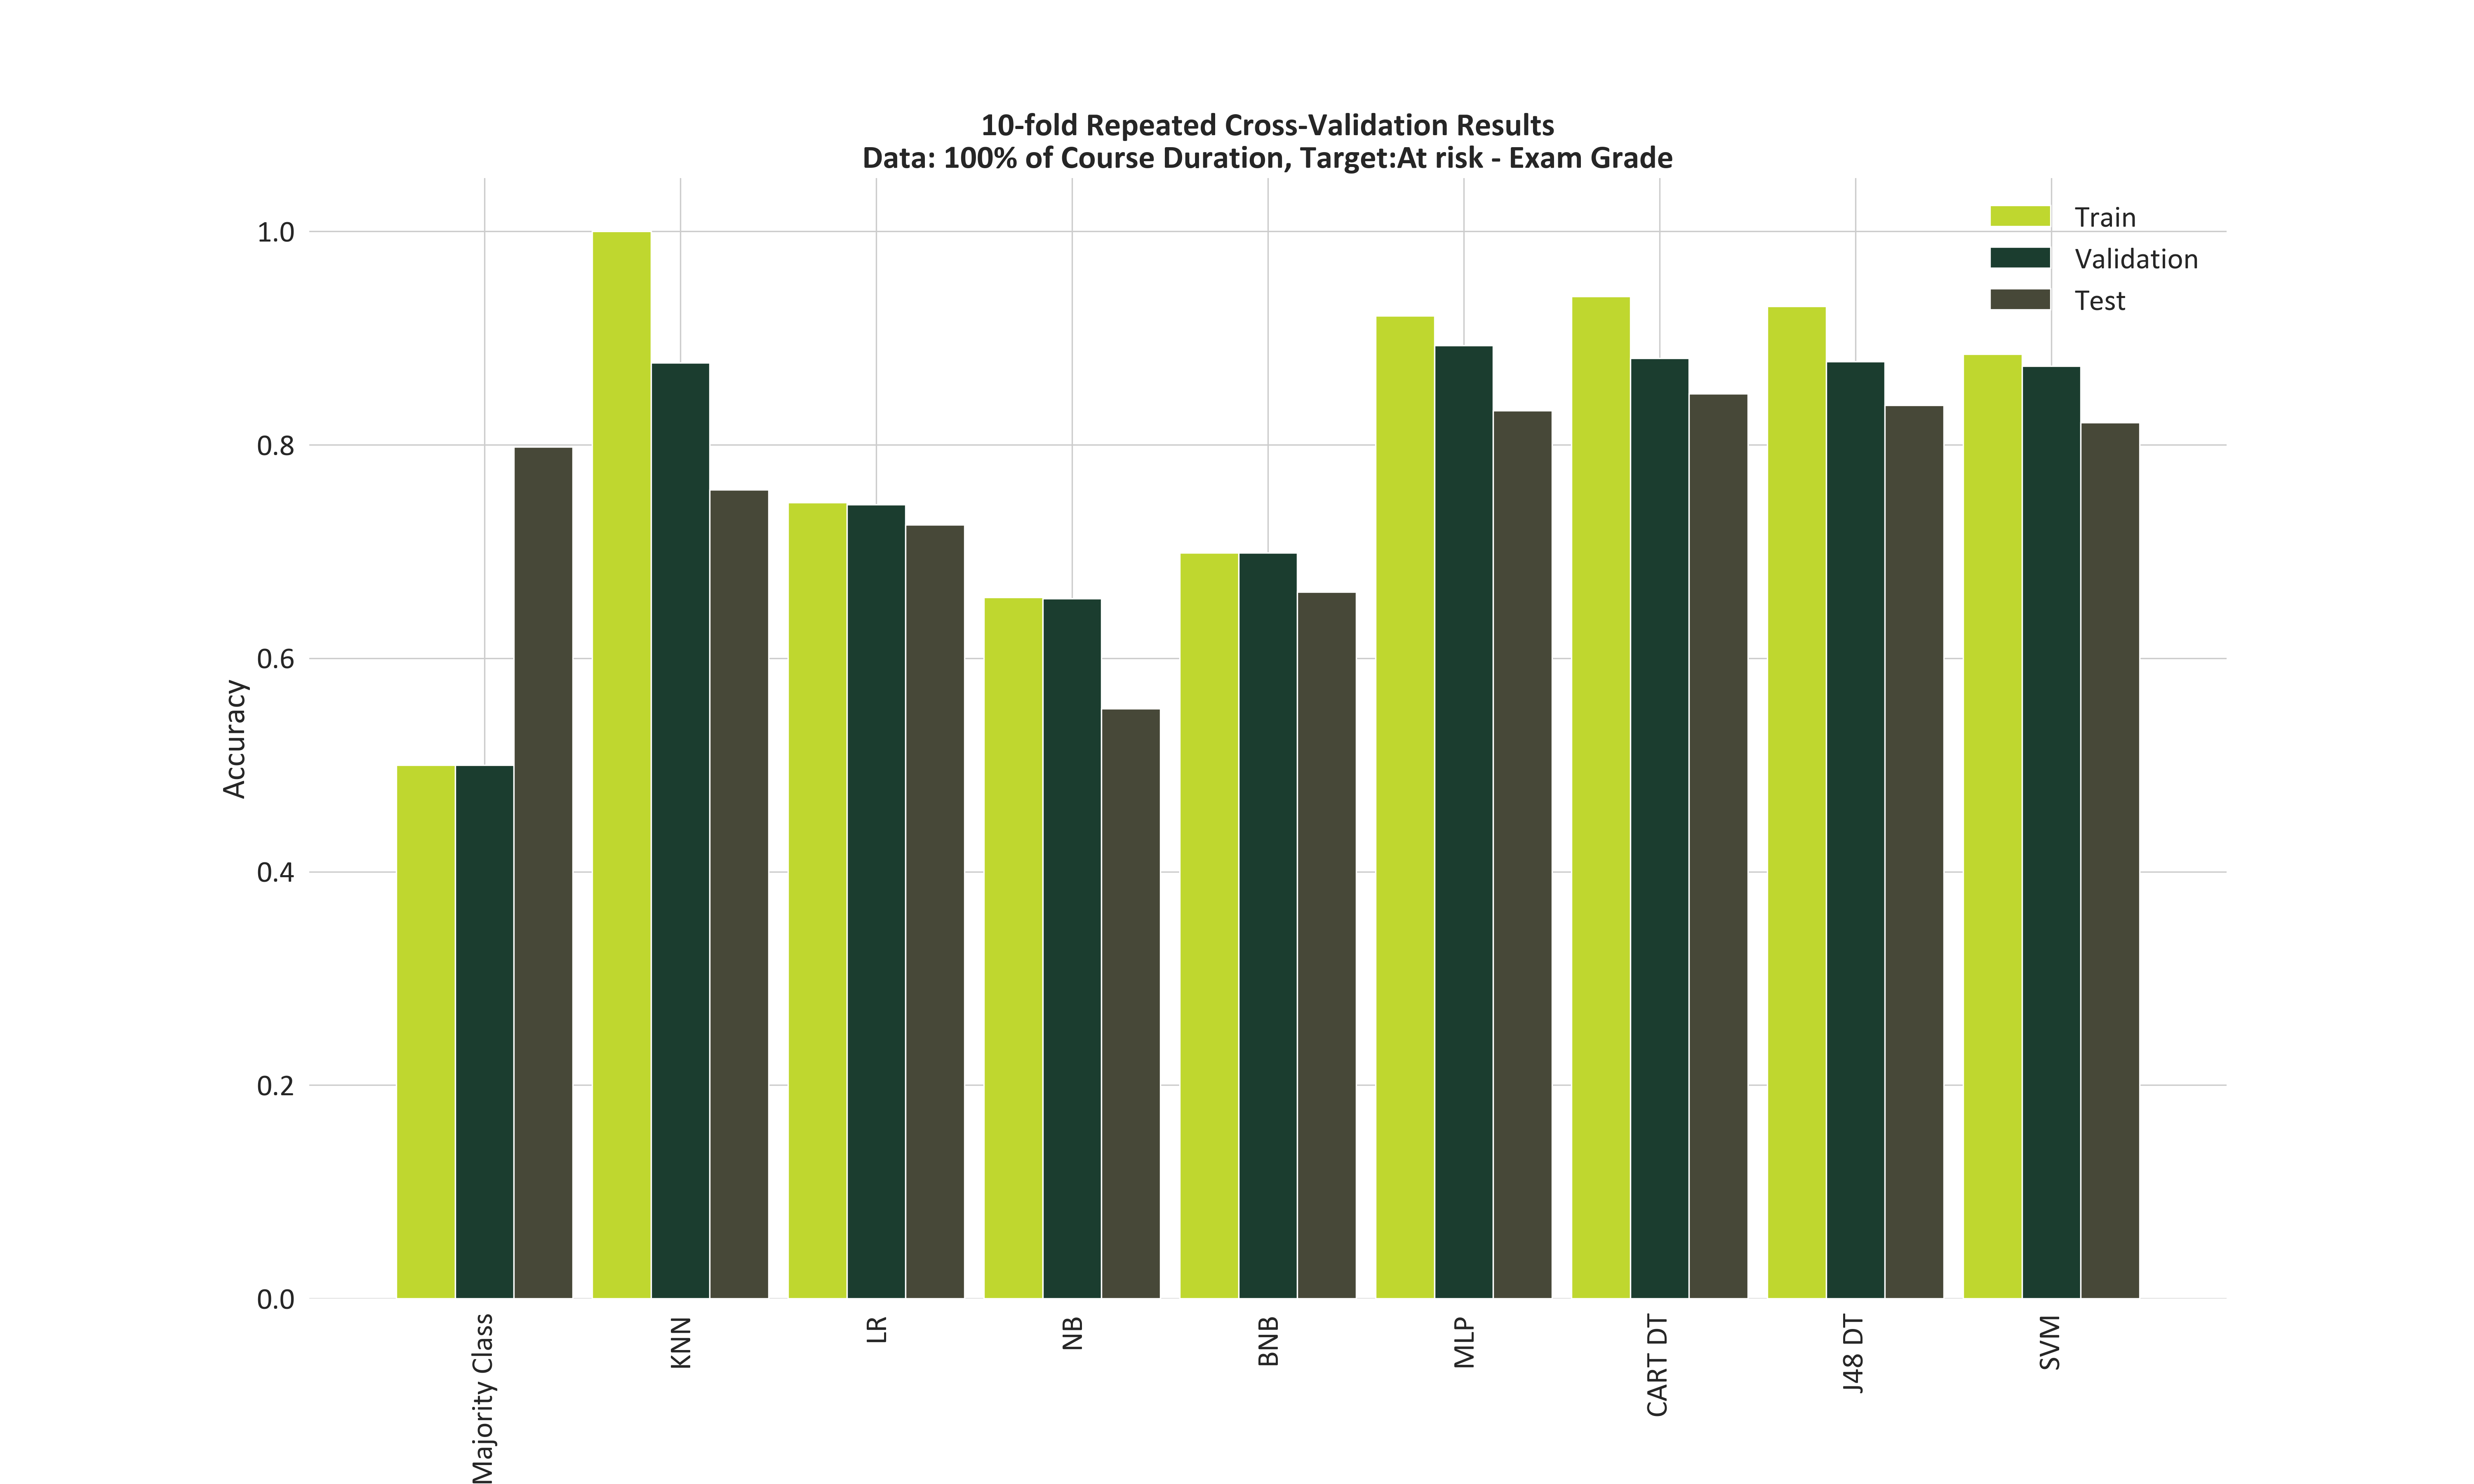 10-fold Repeated Cross-Validation Results
Data: 100% of Course Duration, Target:At risk - Exam Grade
Train
Validation
Test
Accuracy
1.0
0.8
0.6
0.4
0.2
0.0
Majority Class
KNN
LR
NB
BNB
MLP
CART DT
J48 DT
SVM